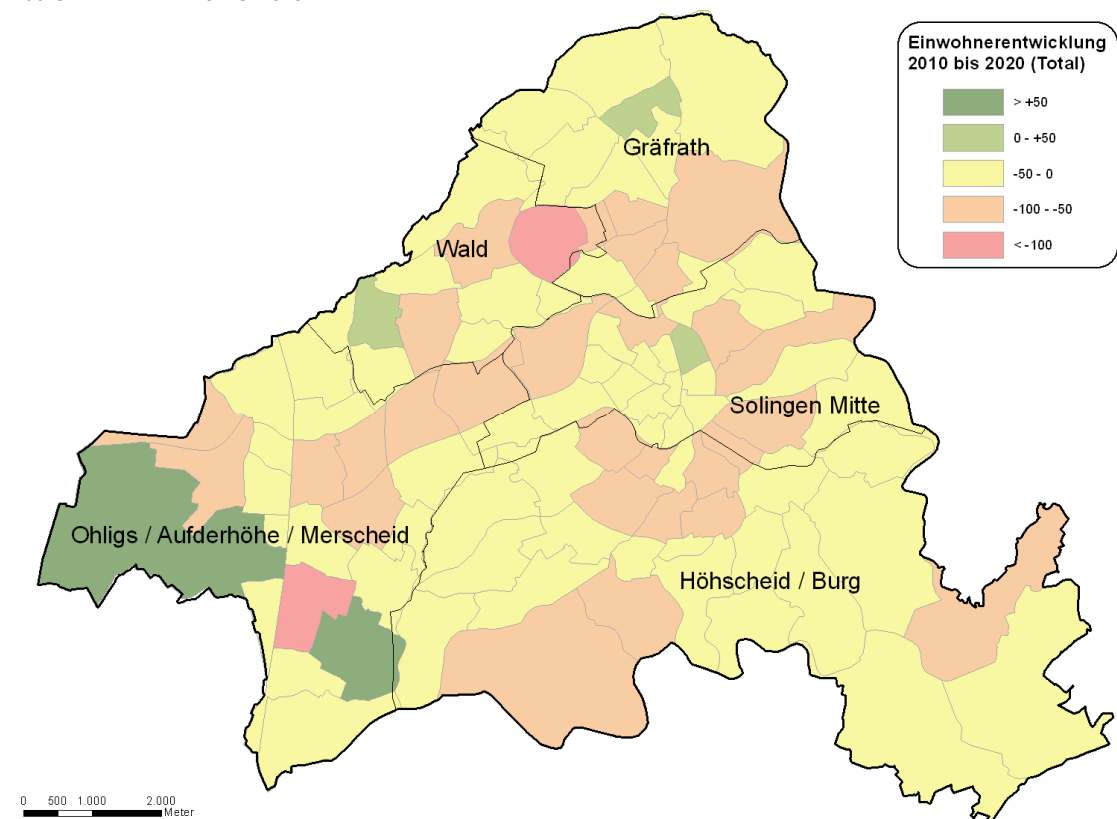 Einwohnerentwicklung
2010 bis 2020 (Total)
> +50
0 - +50
-50 - 0
-100 - -50
< -100
Gräfrath
Wald
Solingen Mitte
Ohligs / Aufderhöhe / Merscheid
Höhscheid / Burg
0 500 1.000 2.000
Meter